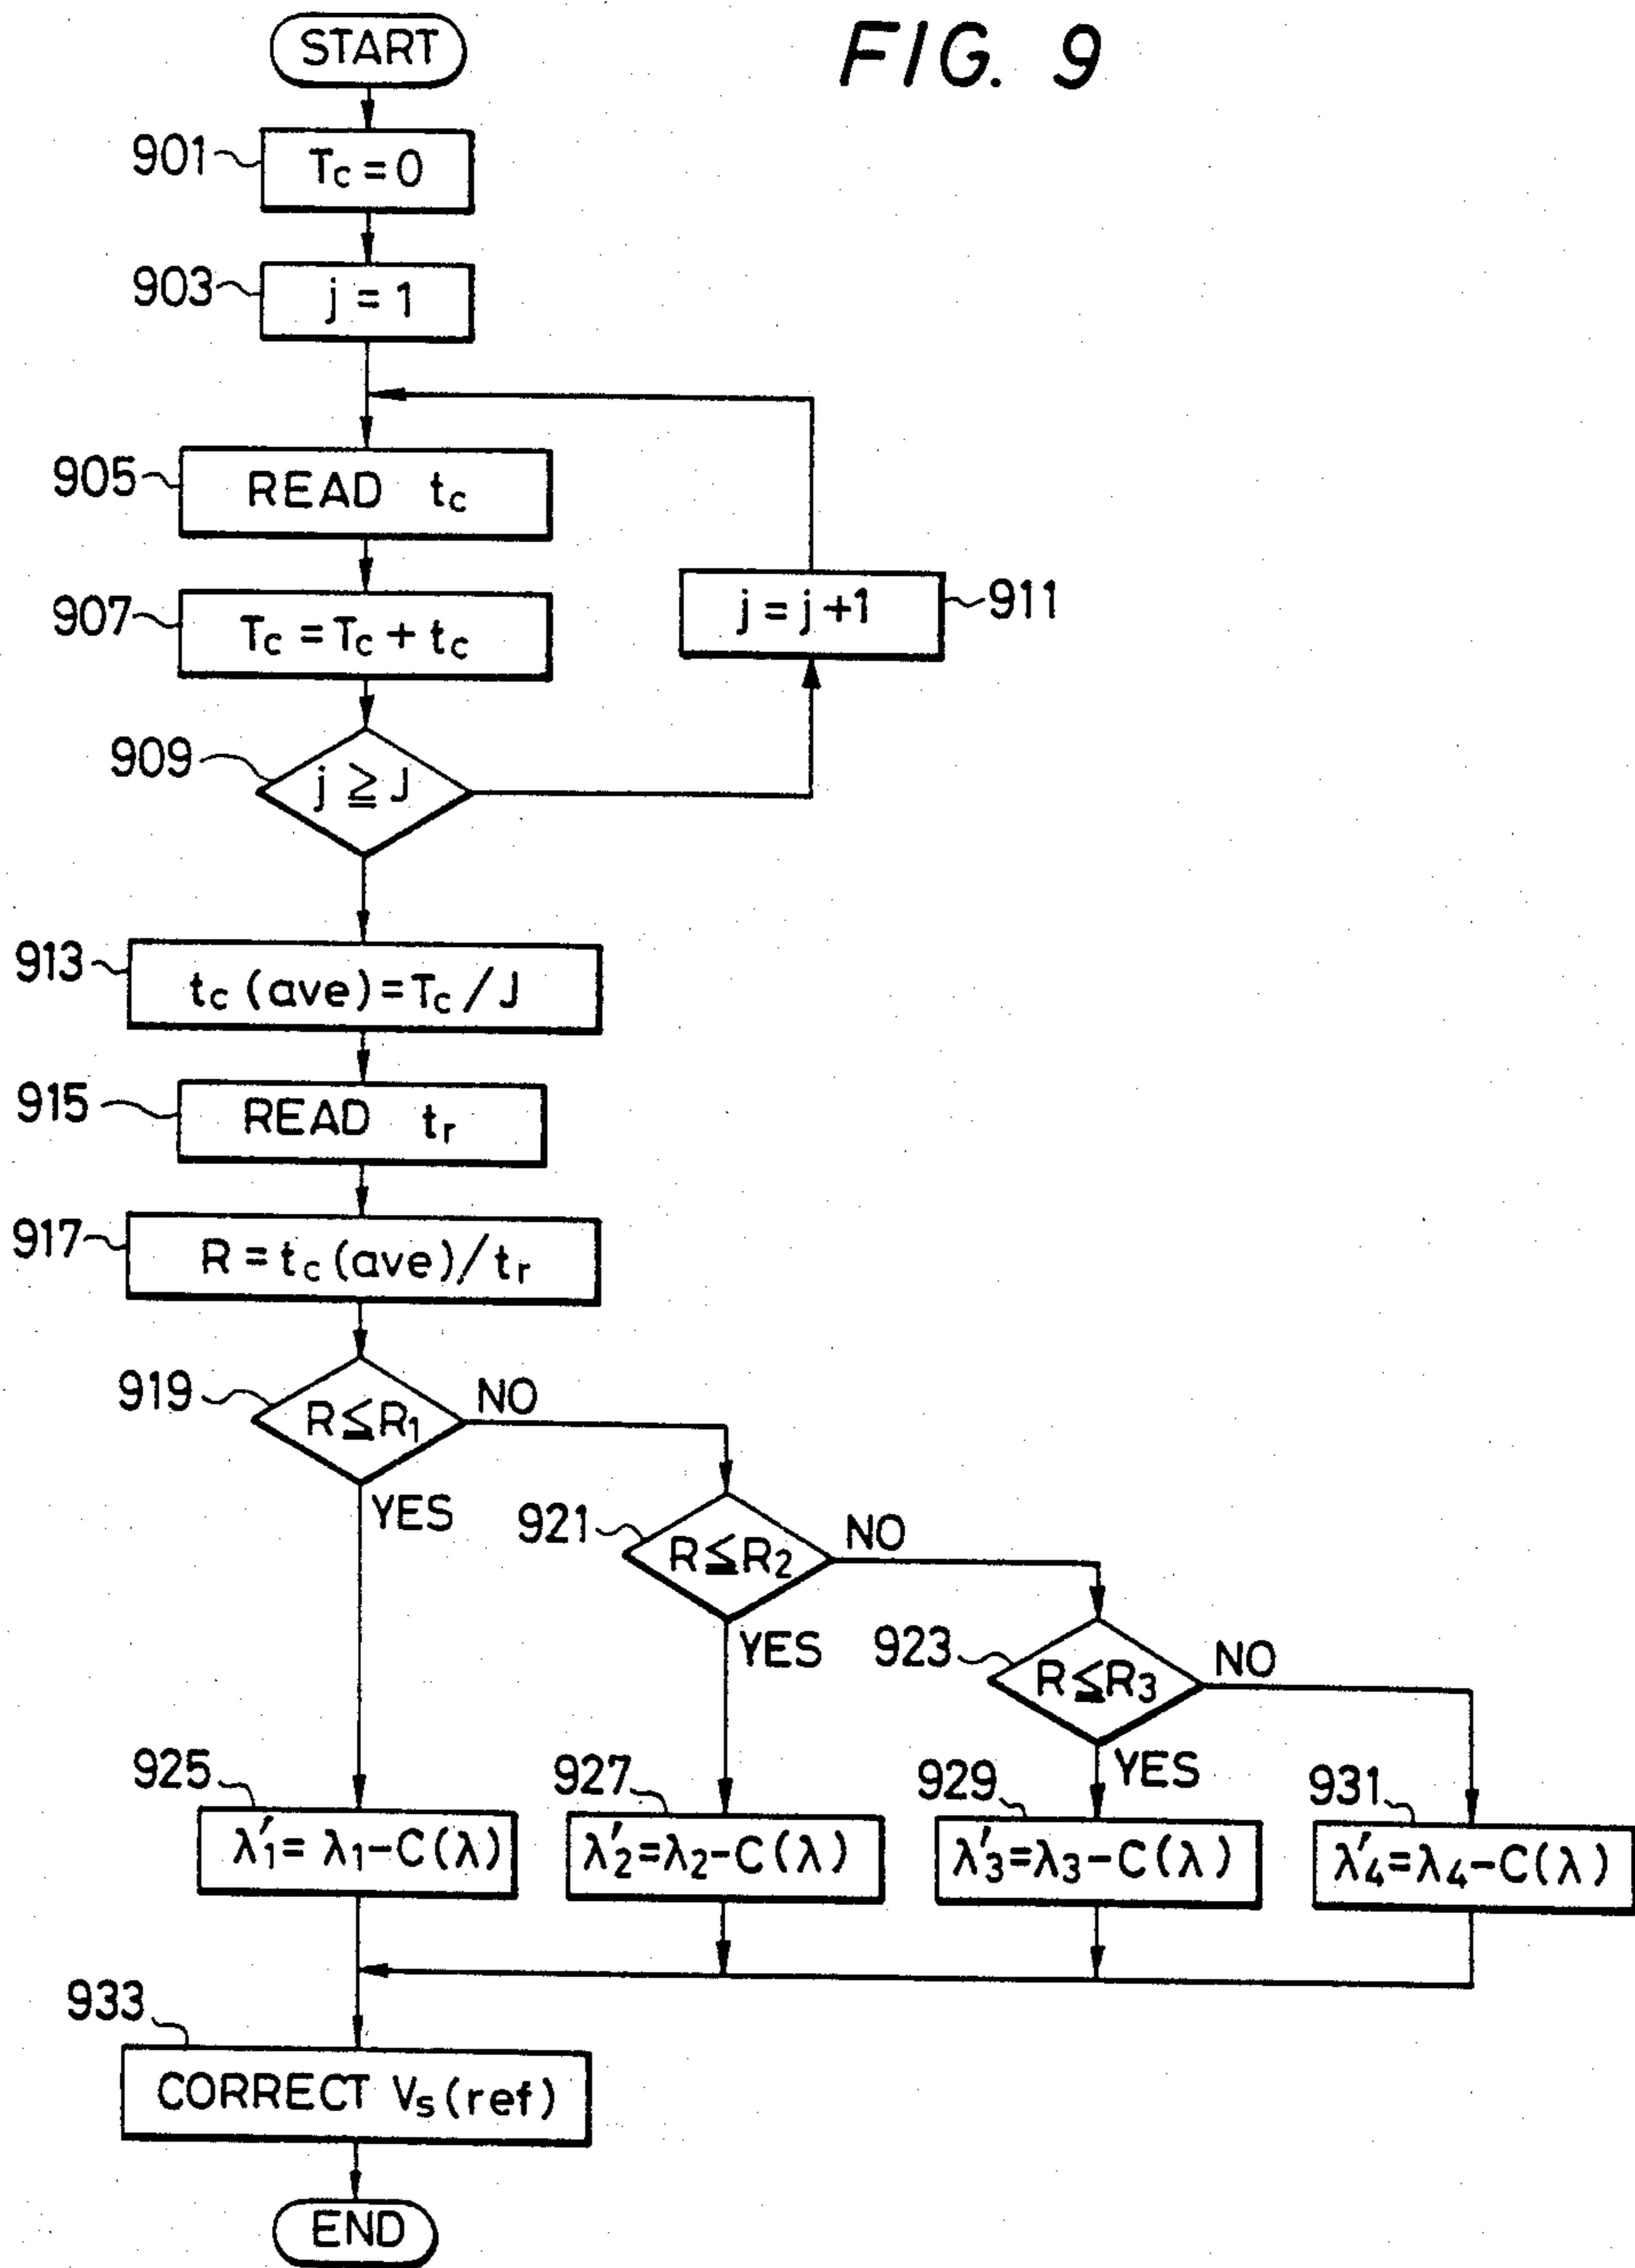 FIG. 9
START
901
Tc = 0
903
j = 1
905
READ tc
907
Tc = Tc + tc
911
j = j + 1
909
j ≧ J
913
tc (ave) = Tc / J
915
READ tr
917
R = tc (ave) / tr
919
R ≦ R1
NO
YES
921
R ≦ R2
NO
YES
923
R ≦ R3
NO
YES
925
λ'1 = λ1 - C(λ)
927
λ'2 = λ2 - C(λ)
929
λ'3 = λ3 - C(λ)
931
λ'4 = λ4 - C(λ)
933
CORRECT Vs (ref)
END